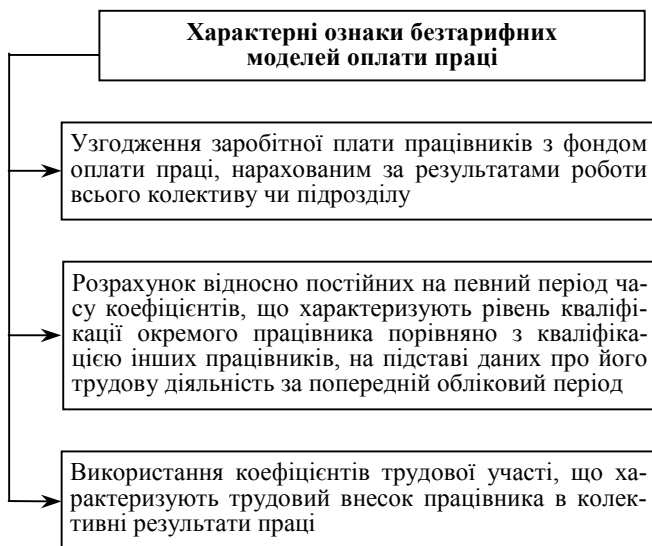 Характерні ознаки безтарифних
моделей оплати праці
Узгодження заробітної плати працівників з фондом
оплати праці, нарахованим за результатами роботи
всього колективу чи підрозділу
Розрахунок відносно постійних на певний період ча-
су коефіцієнтів, що характеризують рівень кваліфі-
кації окремого працівника порівняно з кваліфіка-
цією інших працівників, на підставі даних про його
трудову діяльність за попередній обліковий період
Використання коефіцієнтів трудової участі, що ха-
рактеризують трудовий внесок працівника в колек-
тивні результати праці